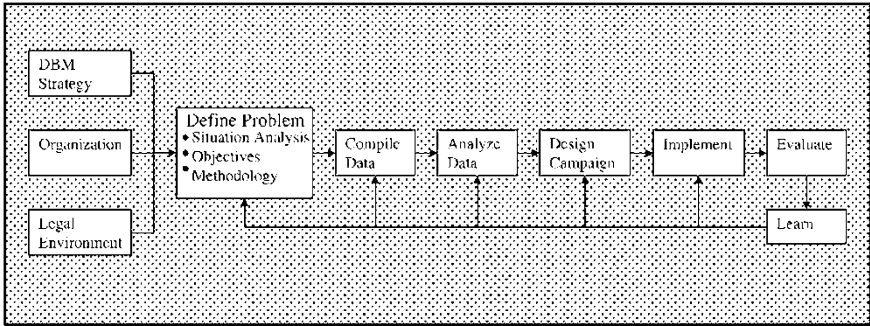 DBM
Strategy
Organization
Legal
Environment
Define Problem
• Situation Analysis
• Objectives
• Methodology
Compile
Data
Analyze
Data
Design
Campaign
Implement
Evaluate
Learn